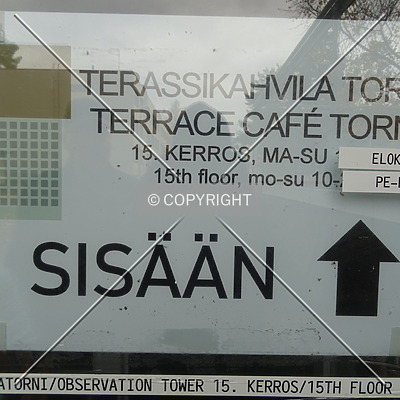 TERASSIKAHVILA TOR
TERRACE CAFÉ TORN
15. KERROS, MA-SU
ELOK
15th floor, mo-su 10-
PE-
© COPYRIGHT
SISÄÄN
ATORNI/OBSERVATION TOWER 15. KERROS/15TH FLOOR